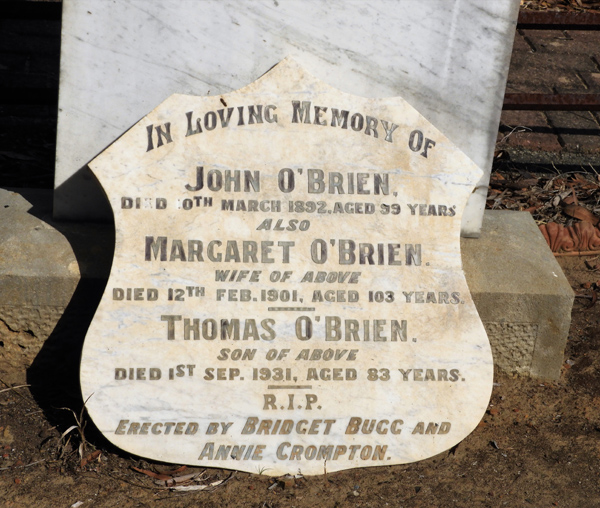 IN LOVING MEMORY OF
JOHN O'BRIEN,
DIED 10TH MARCH 1892, AGED 99 YEARS
ALSO
MARGARET O'BRIEN.
WIFE OF ABOVE
DIED 12TH FEB. 1901, AGED 103 YEARS.
THOMAS O'BRIEN,
SON OF ABOVE
DIED 1ST SEP. 1931, AGED 83 YEARS.
R.I.P.
ERECTED BY BRIDGET BUGG AND
ANNIE CROMPTON.